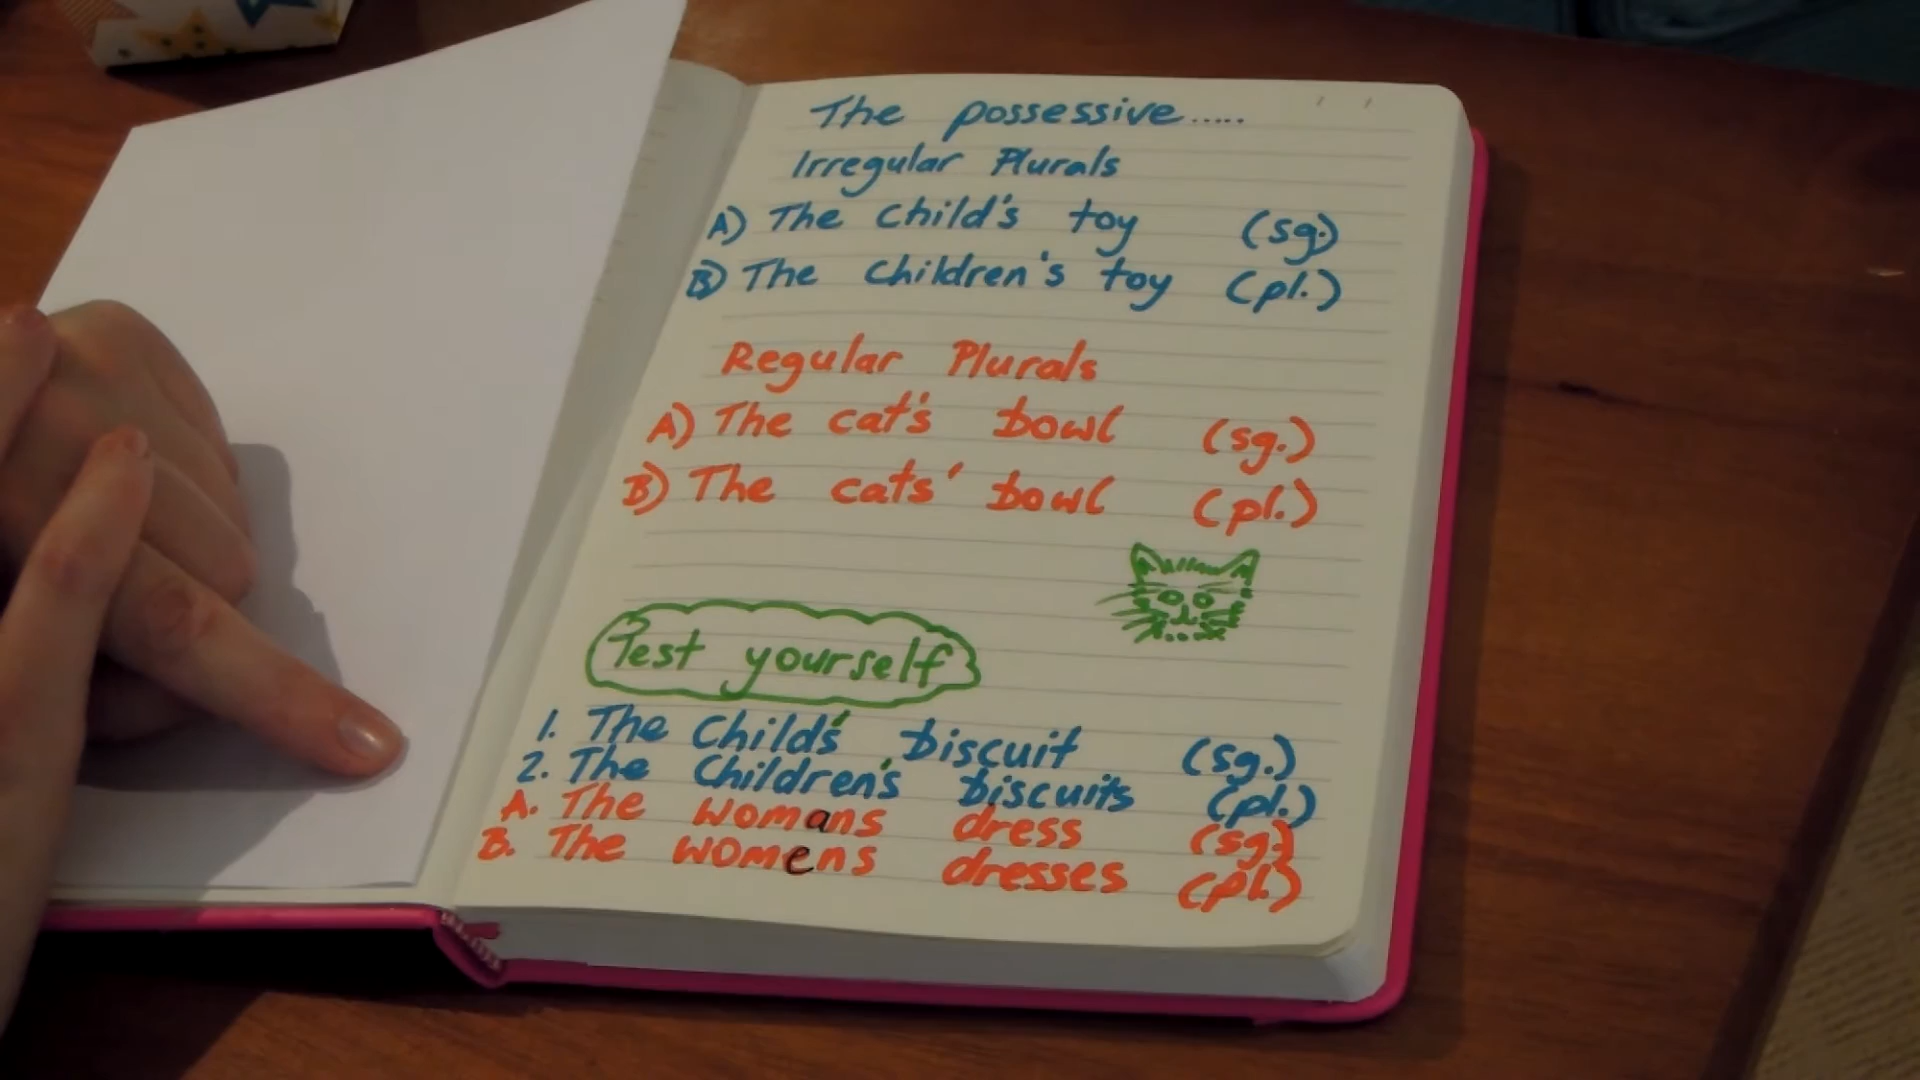 The possessive.....
Irregular Plurals
A) The child's toy (sg.)
B) The children's toy (pl.)
Regular Plurals
A) The cat's bowl (sg.)
B) The cats' bowl (pl.)
Test yourself
1. The Child's biscuit (sg.)
2. The Children's biscuits (pl.)
A. The womans dress (sg.)
B. The womens dresses (pl.)